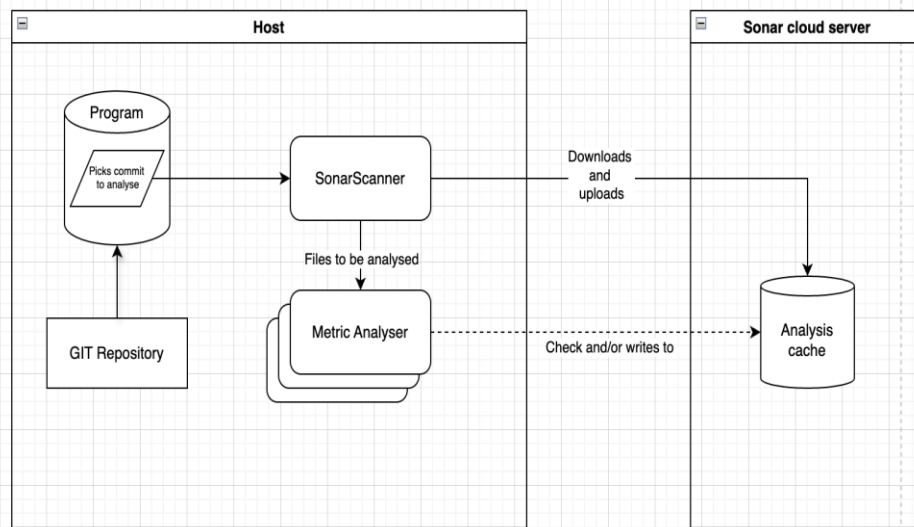 Host
Sonar cloud server
Program
Picks commit
to analyse
SonarScanner
Downloads
and
uploads
Files to be analysed
GIT Repository
Metric Analyser
Check and/or writes to
Analysis
cache